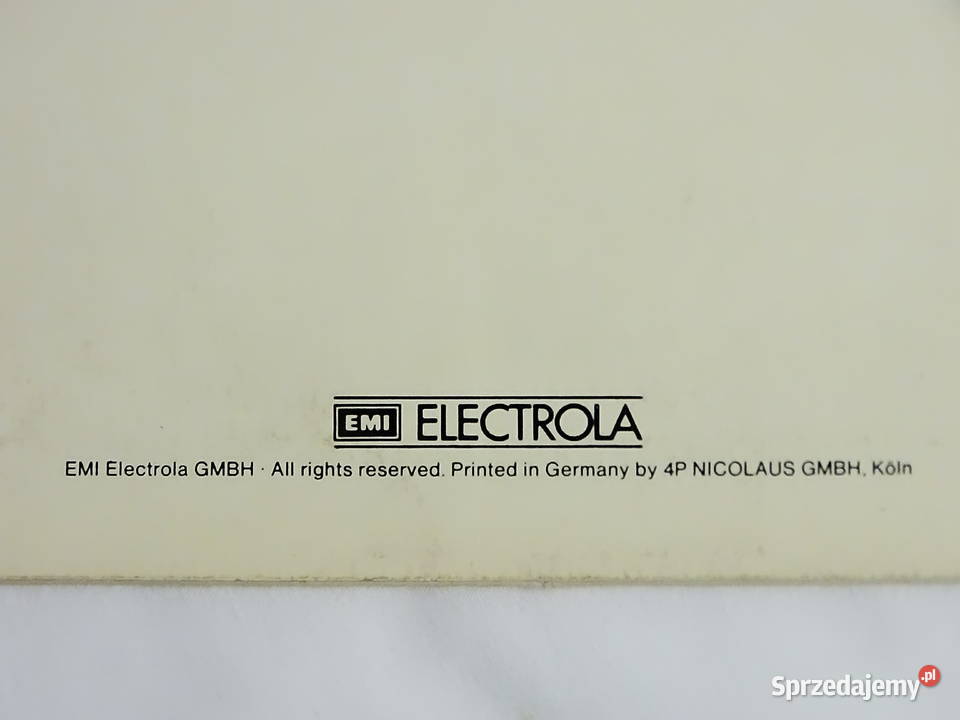 EMI ELECTROLA
EMI Electrola GMBH · All rights reserved. Printed in Germany by 4P NICOLAUS GMBH, Köln
Sprzedajemy.pl